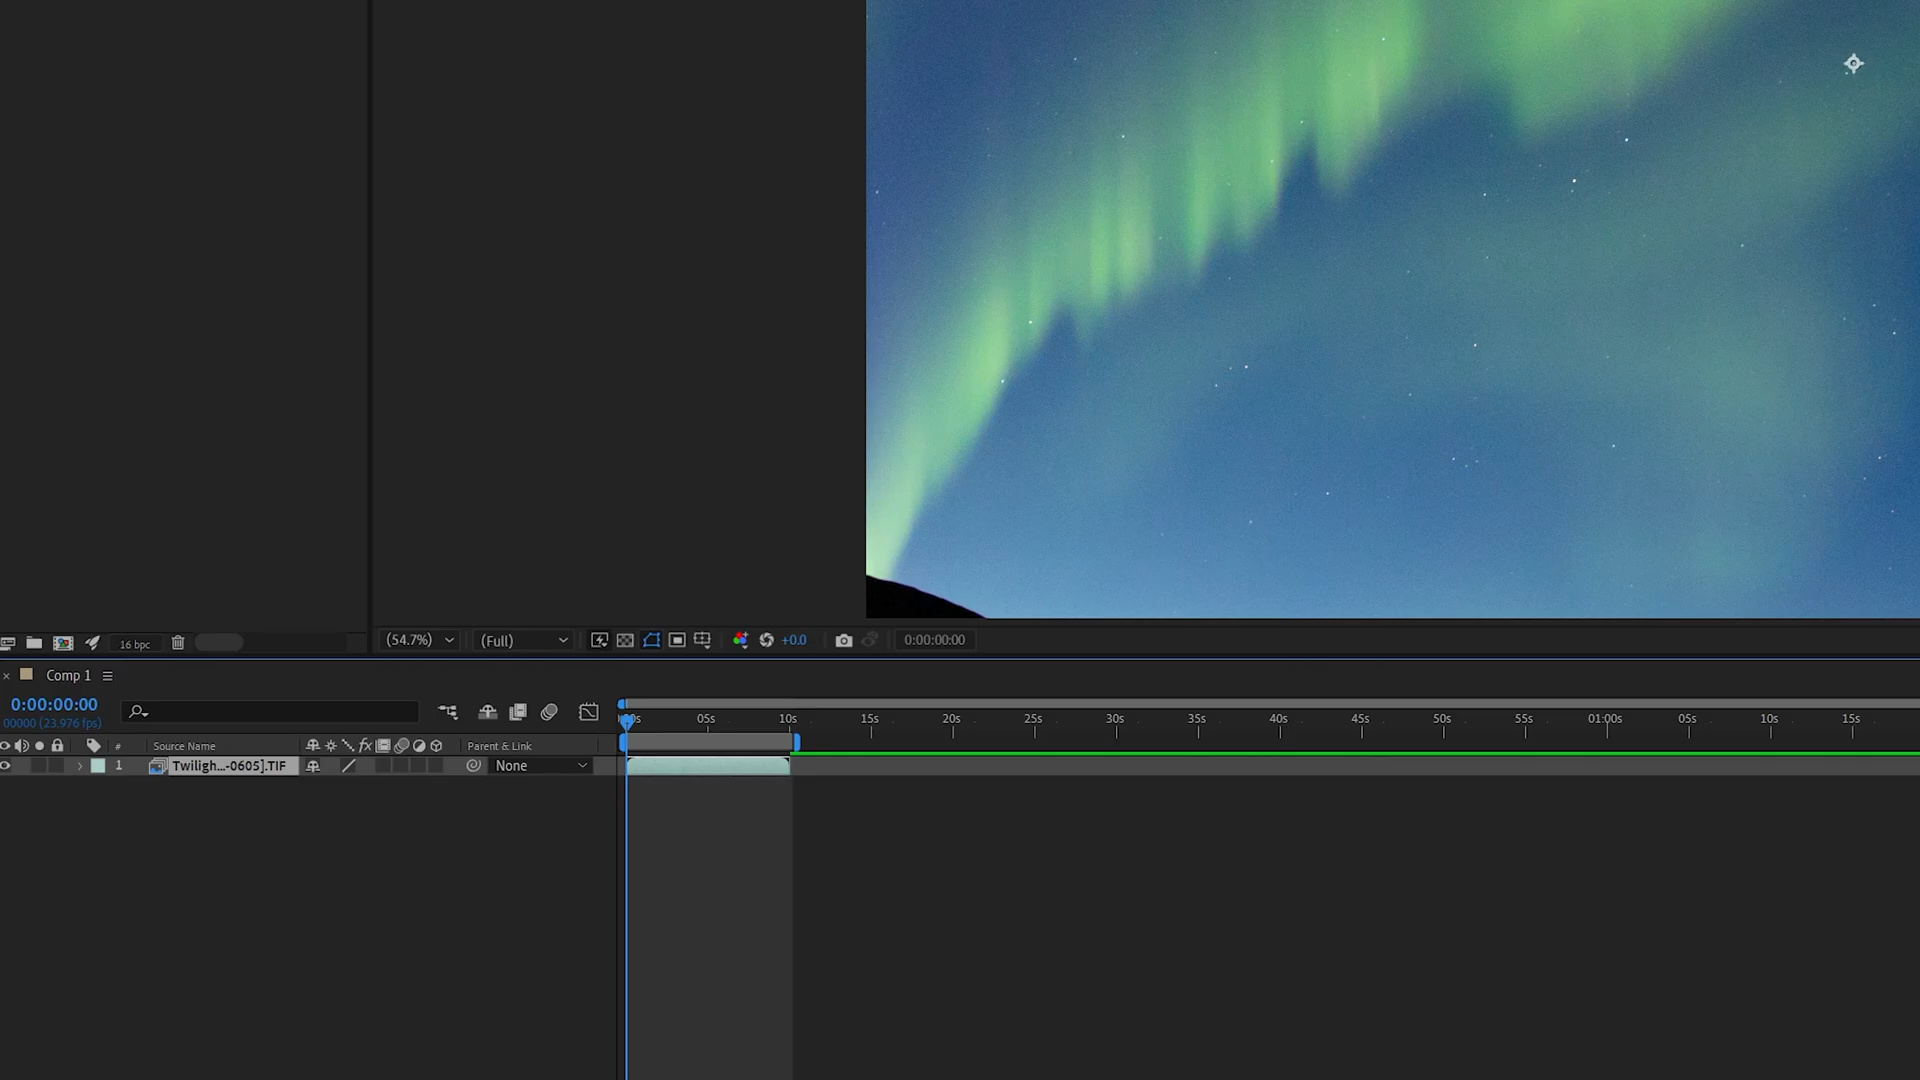 16 bpc
(54.7%)
(Full)
+0.0
0:00:00:00
Comp 1
0:00:00:00
00000 (23.976 fps)
05s 10s 15s 20s 25s 30s 35s 40s 45s 50s 55s 01:00s 05s 10s 15s
# Source Name fx Parent & Link
1 Twiligh...-0605].TIF None